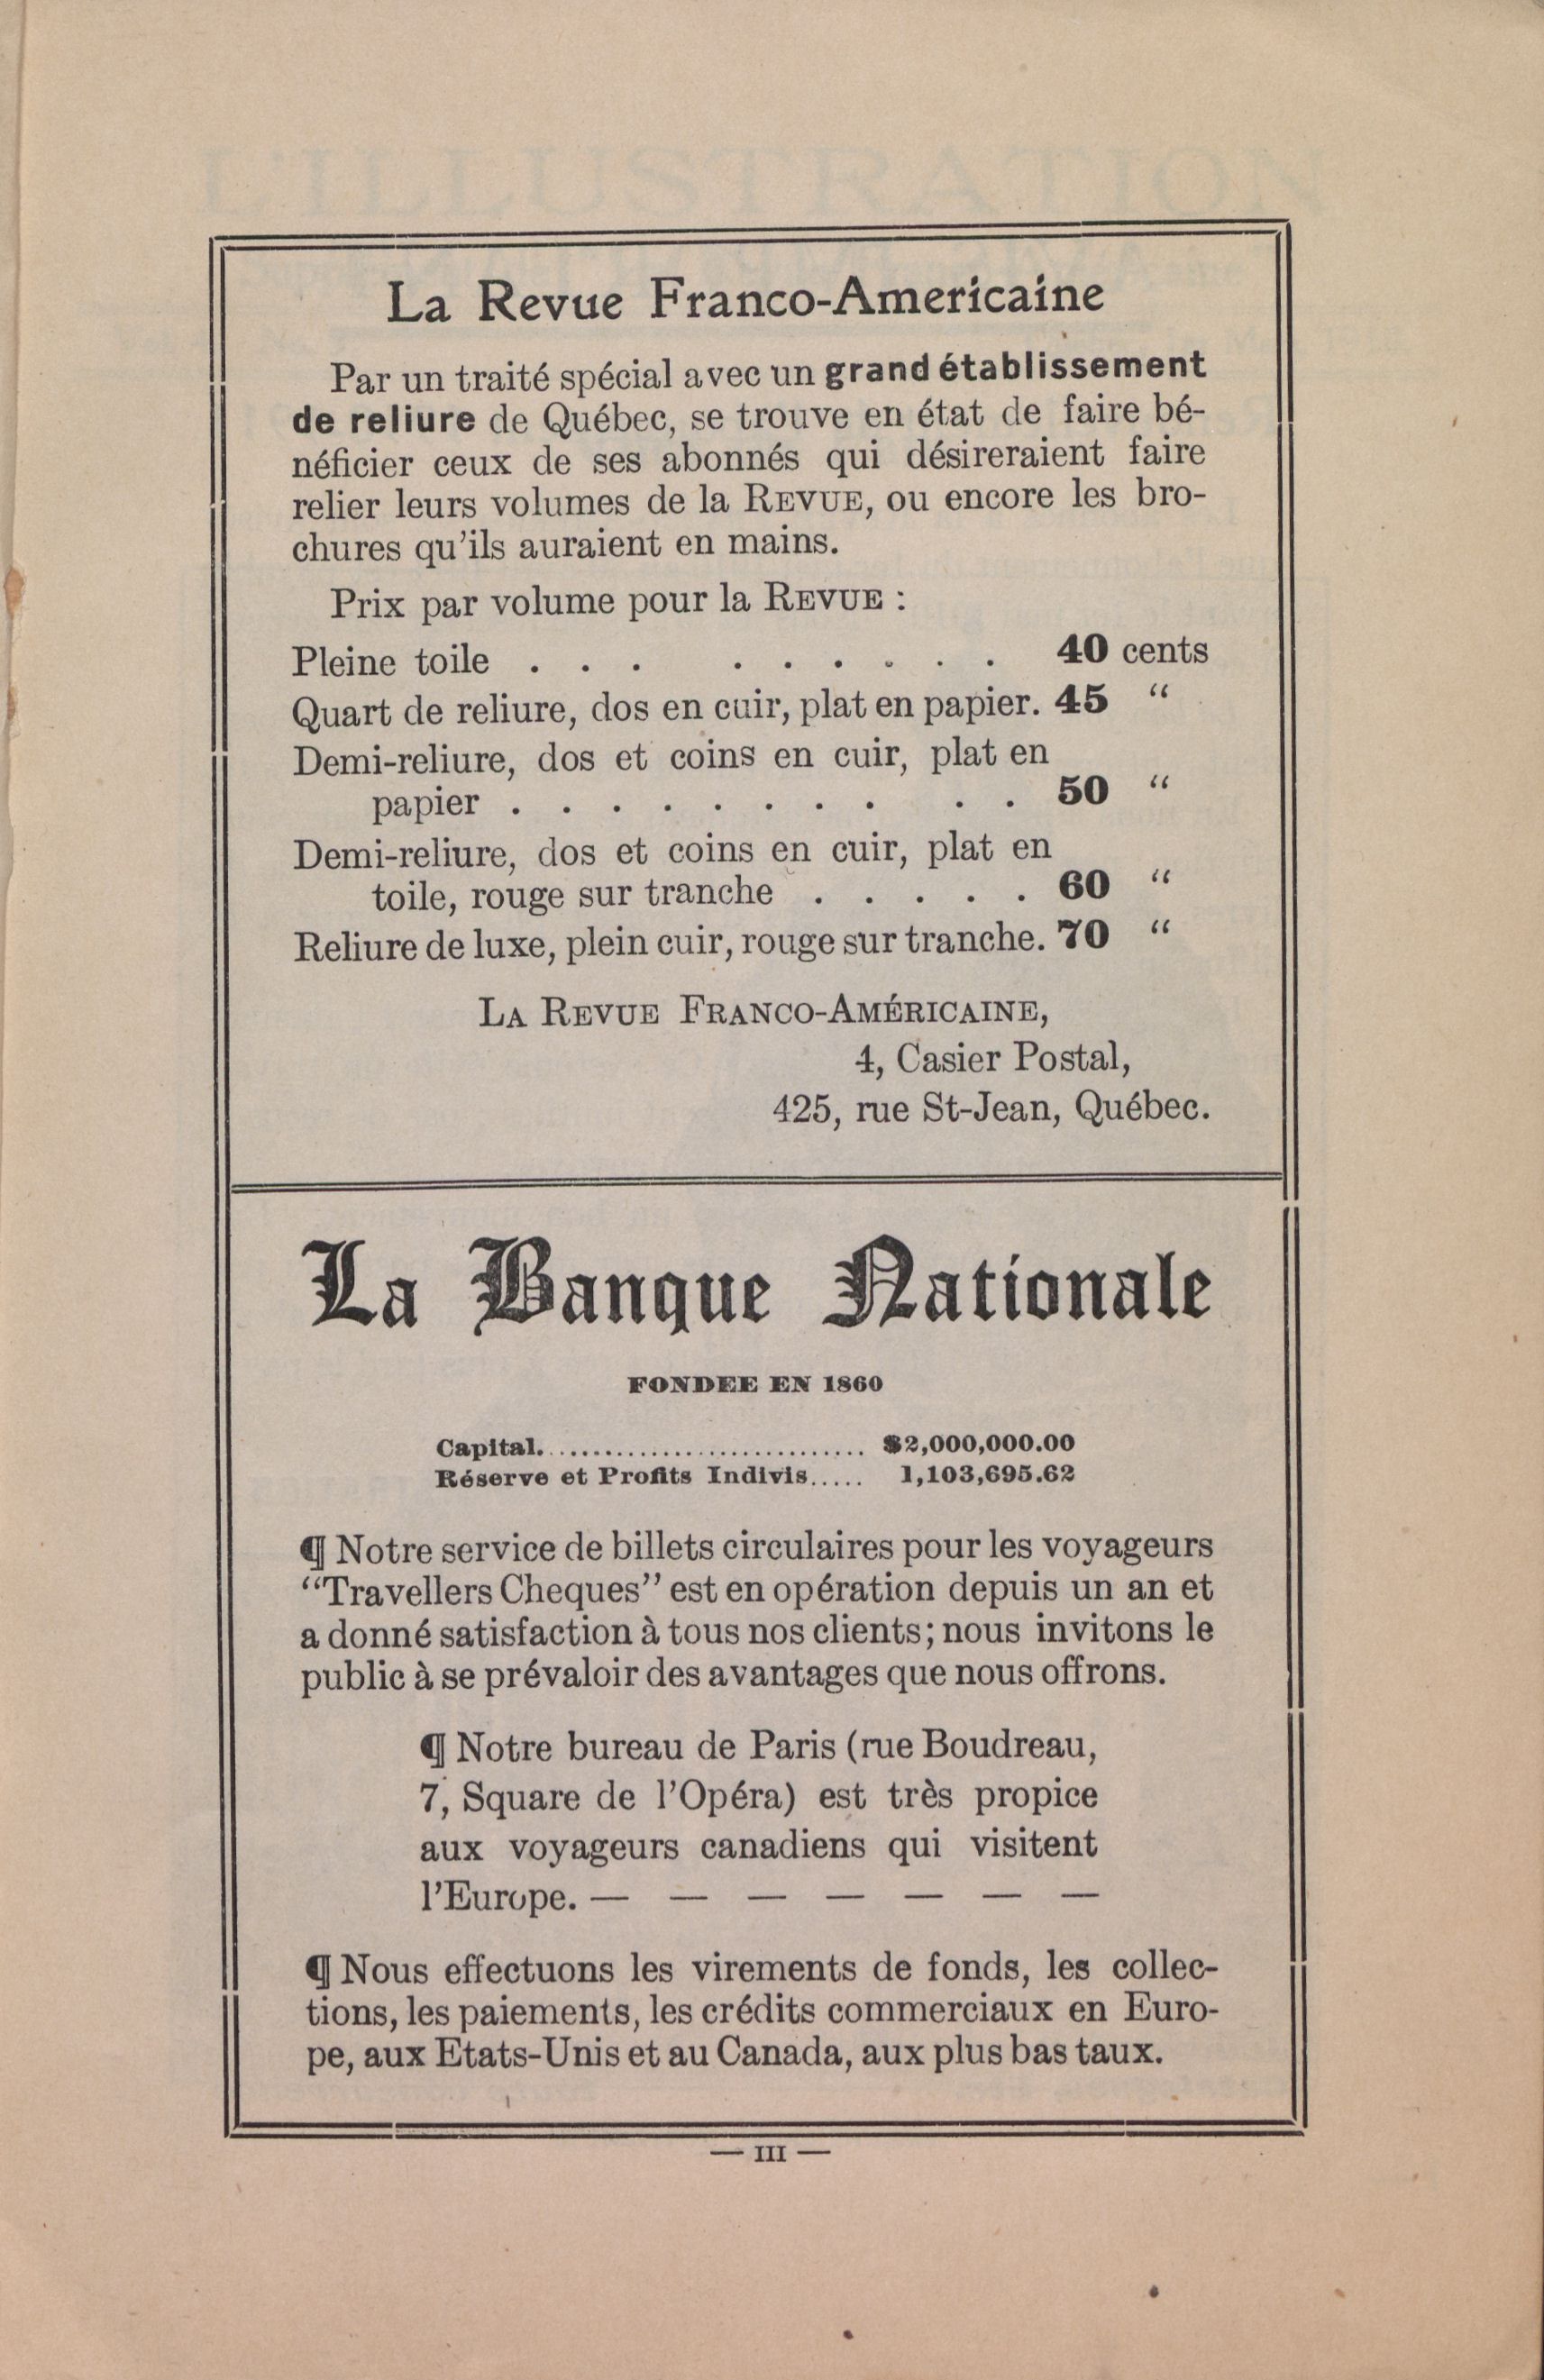 La Revue Franco-Americaine
Par un traité spécial avec un grand établissement
de reliure de Québec, se trouve en état de faire bé-
néficier ceux de ses abonnés qui désireraient faire
relier leurs volumes de la REVUE, ou encore les bro-
chures qu'ils auraient en mains.
Prix par volume pour la REVUE :
Pleine toile . . . . . . . . . 40 cents
Quart de reliure, dos en cuir, plat en papier. 45 “
Demi-reliure, dos et coins en cuir, plat en
papier . . . . . . . . . . 50 “
Demi-reliure, dos et coins en cuir, plat en
toile, rouge sur tranche . . . . . 60 “
Reliure de luxe, plein cuir, rouge sur tranche. 70 “
LA REVUE FRANCO-AMÉRICAINE,
4, Casier Postal,
425, rue St-Jean, Québec.
La Banque Nationale
FONDEE EN 1860
Capital............................. $2,000,000.00
Réserve et Profits Indivis..... 1,103,695.62
¶ Notre service de billets circulaires pour les voyageurs
“Travellers Cheques” est en opération depuis un an et
a donné satisfaction à tous nos clients; nous invitons le
public à se prévaloir des avantages que nous offrons.
¶ Notre bureau de Paris (rue Boudreau,
7, Square de l'Opéra) est très propice
aux voyageurs canadiens qui visitent
l'Europe. — — — — — — —
¶ Nous effectuons les virements de fonds, les collec-
tions, les paiements, les crédits commerciaux en Euro-
pe, aux Etats-Unis et au Canada, aux plus bas taux.
— III —